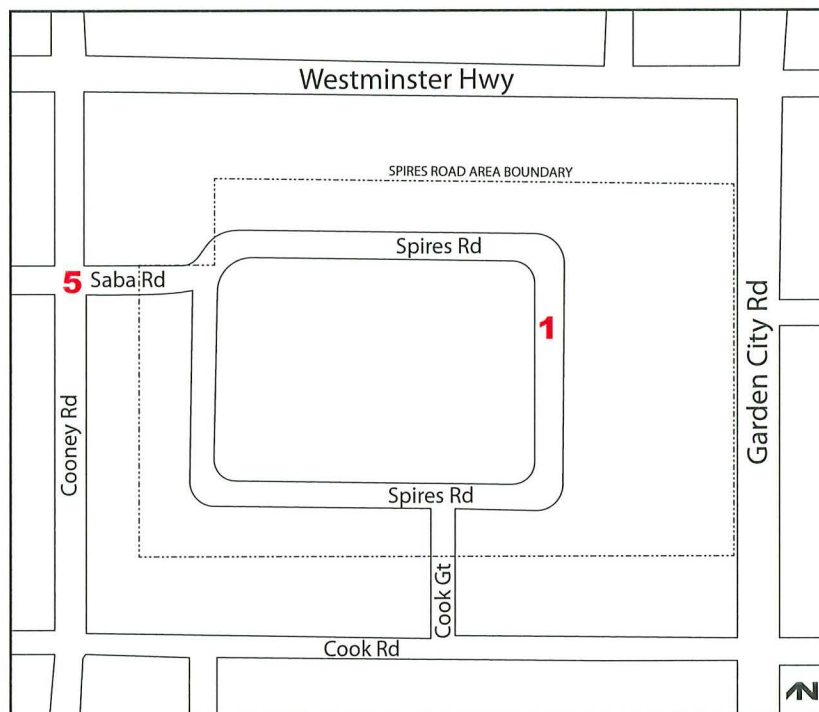 Westminster Hwy
SPIRES ROAD AREA BOUNDARY
Spires Rd
5
Saba Rd
1
Garden City Rd
Cooney Rd
Spires Rd
Cook Gt
Cook Rd
N